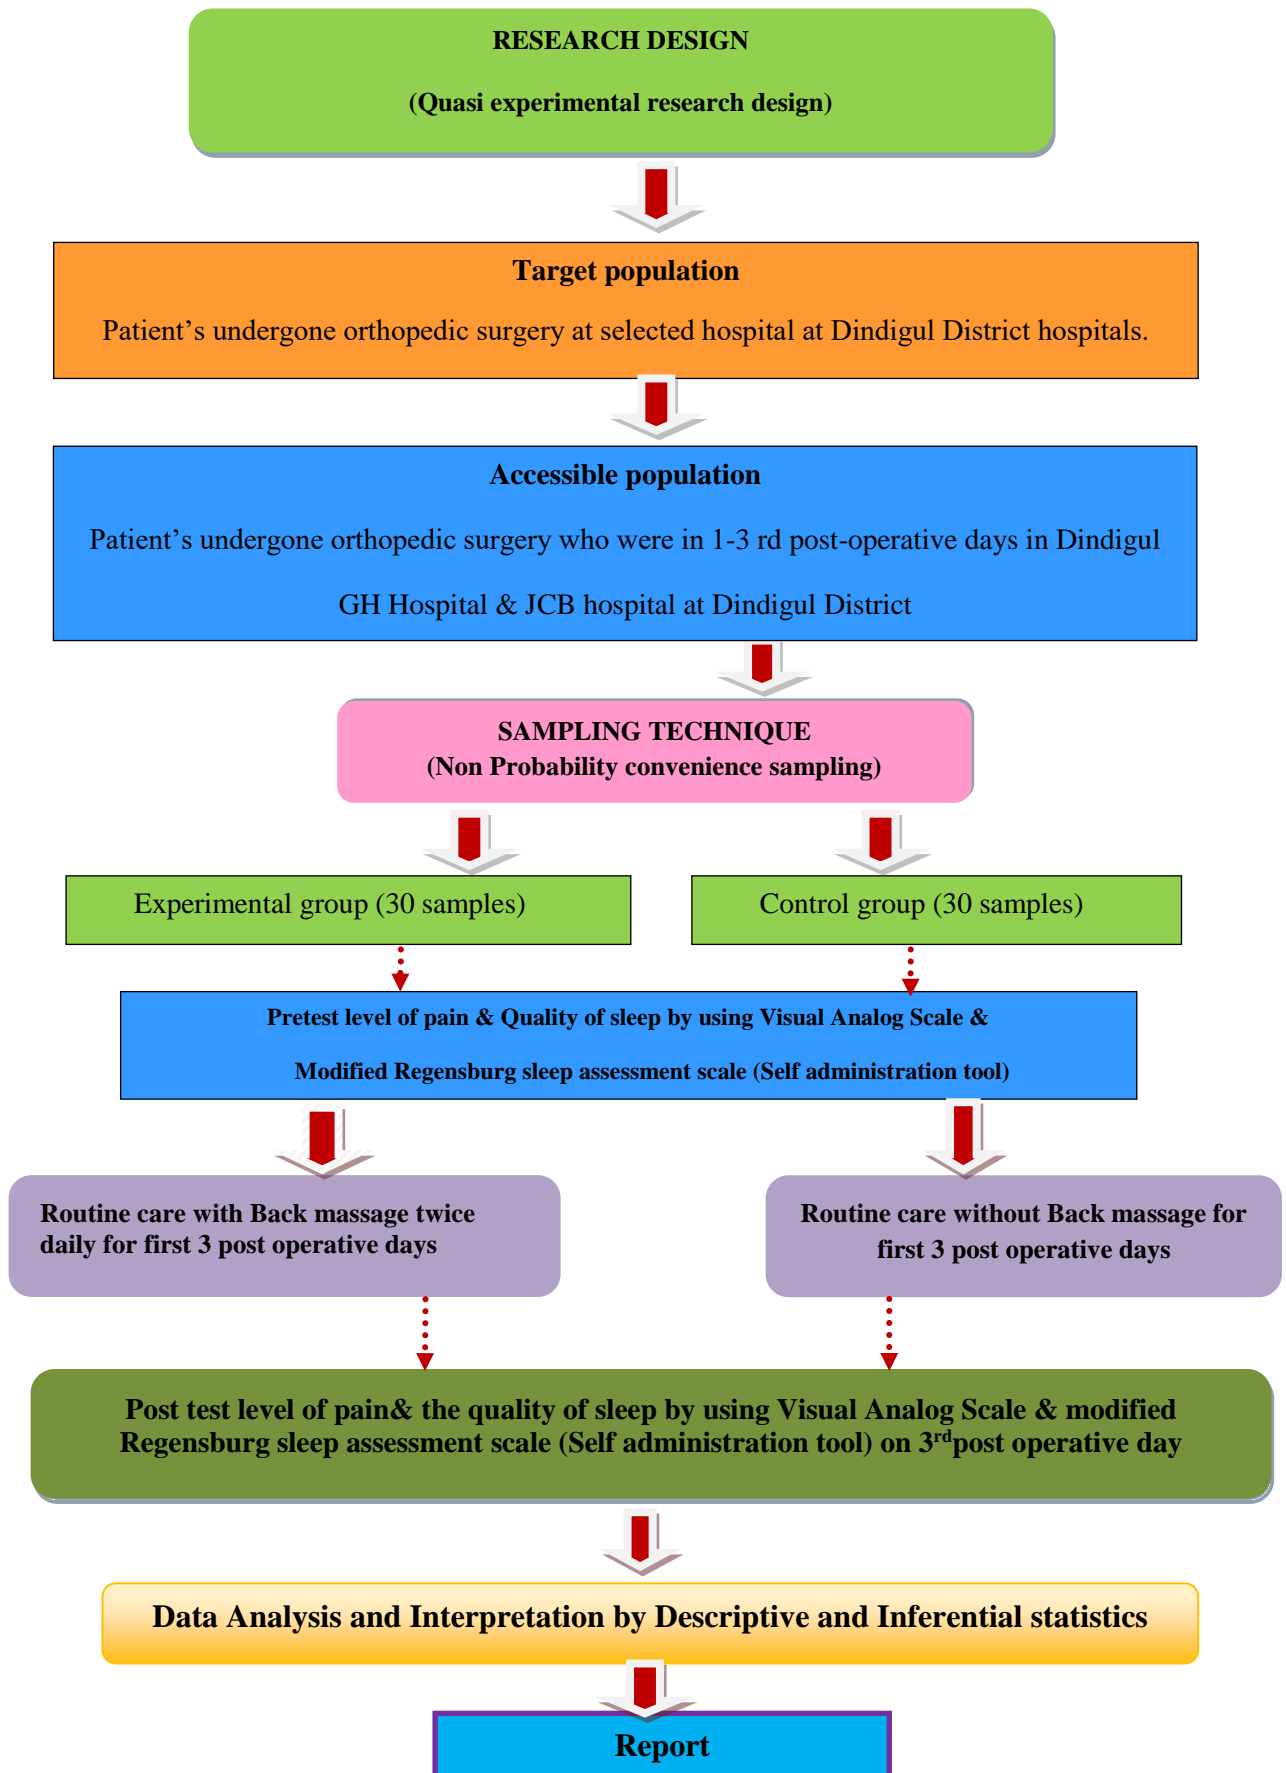 RESEARCH DESIGN
(Quasi experimental research design)
Target population
Patient’s undergone orthopedic surgery at selected hospital at Dindigul District hospitals.
Accessible population
Patient’s undergone orthopedic surgery who were in 1-3 rd post-operative days in Dindigul
GH Hospital & JCB hospital at Dindigul District
SAMPLING TECHNIQUE
(Non Probability convenience sampling)
Experimental group (30 samples)
Control group (30 samples)
Pretest level of pain & Quality of sleep by using Visual Analog Scale &
Modified Regensburg sleep assessment scale (Self administration tool)
Routine care with Back massage twice
daily for first 3 post operative days
Routine care without Back massage for
first 3 post operative days
Post test level of pain& the quality of sleep by using Visual Analog Scale & modified
Regensburg sleep assessment scale (Self administration tool) on 3rdpost operative day
Data Analysis and Interpretation by Descriptive and Inferential statistics
Report